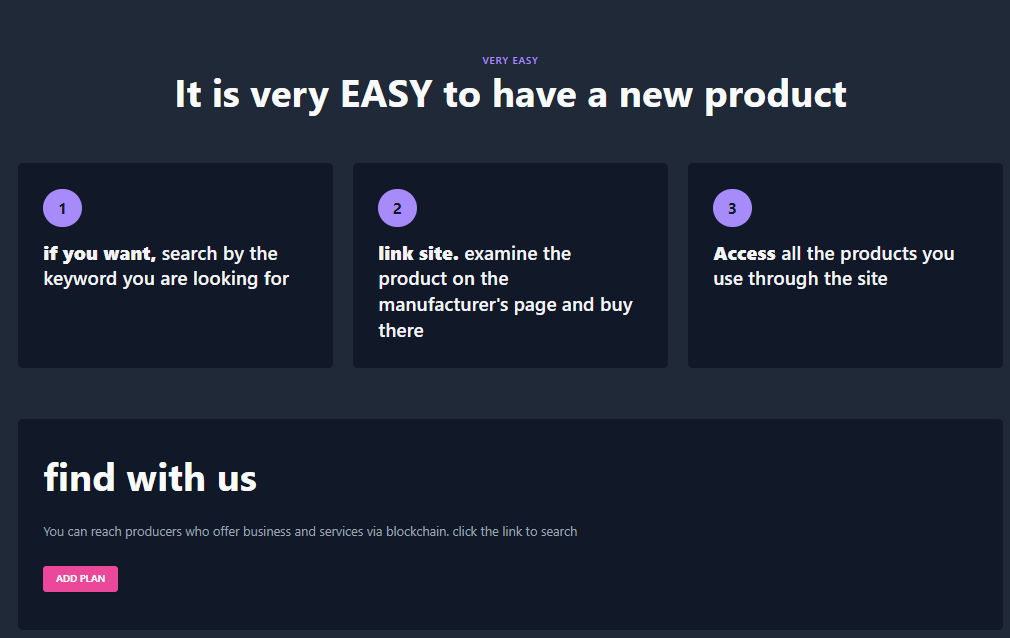 VERY EASY
It is very EASY to have a new product
1
if you want, search by the
keyword you are looking for
2
link site. examine the
product on the
manufacturer's page and buy
there
3
Access all the products you
use through the site
find with us
You can reach producers who offer business and services via blockchain. click the link to search
ADD PLAN